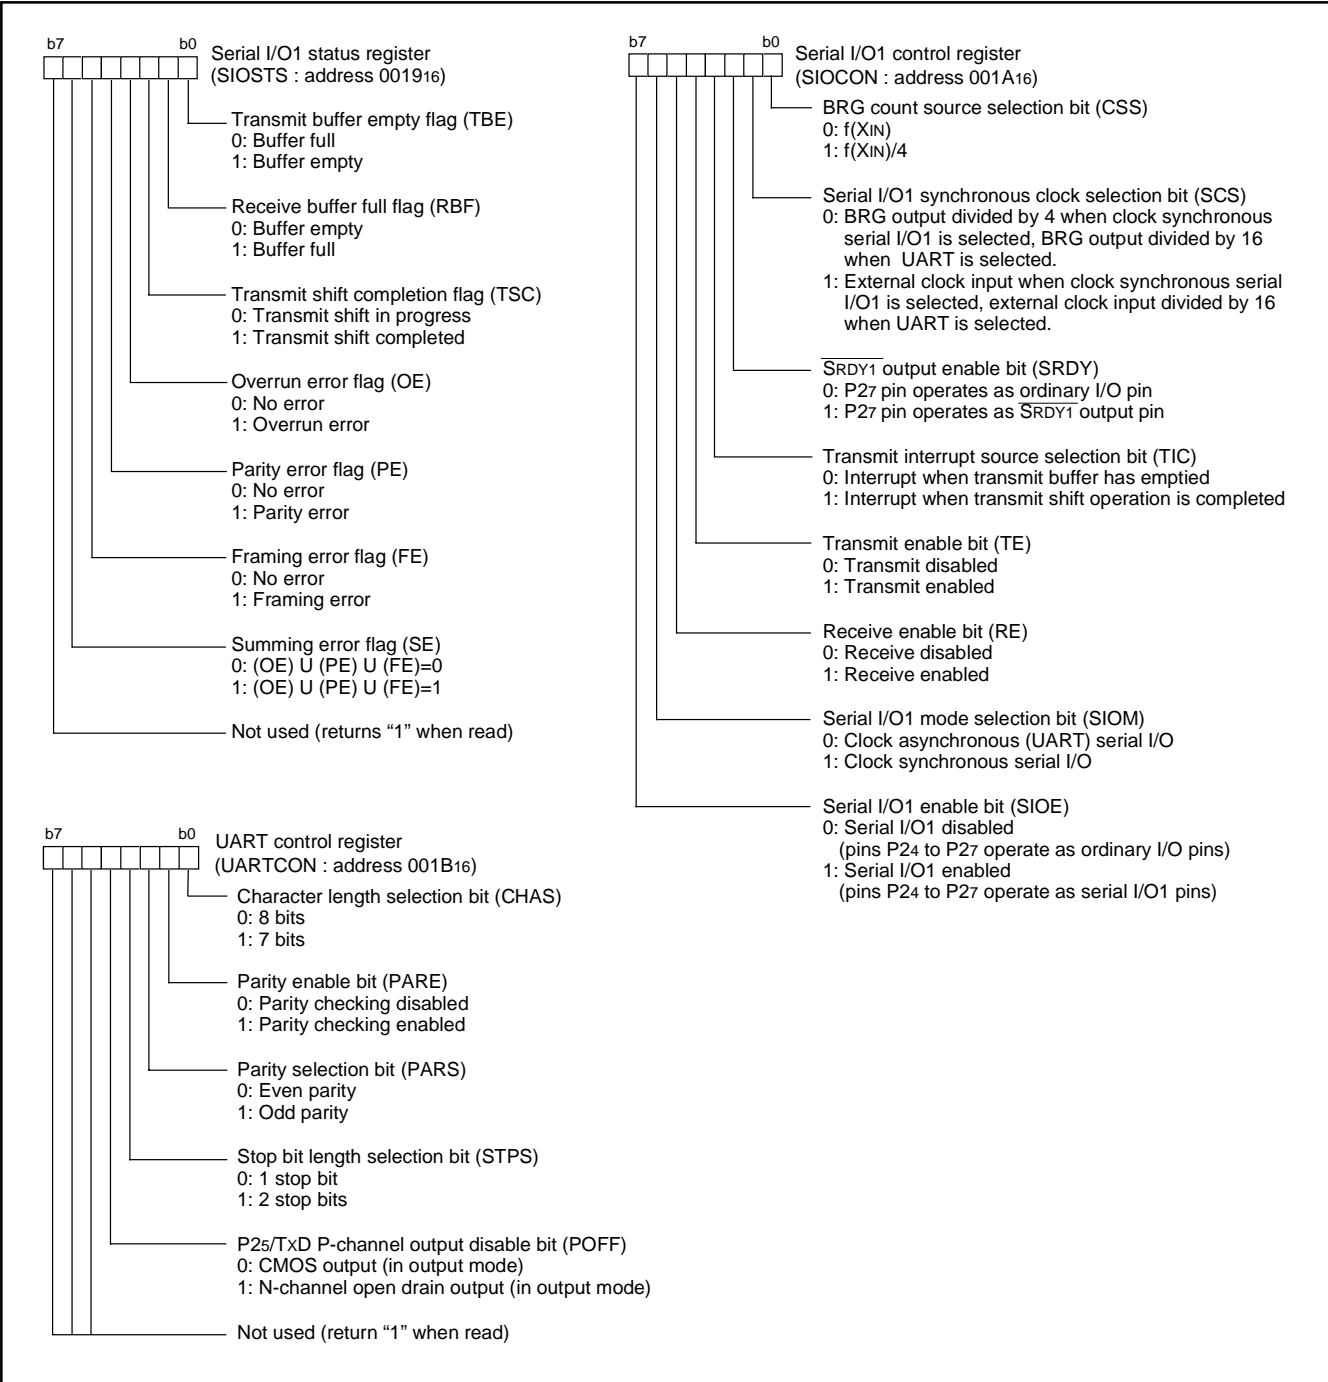 b7 b0
Serial I/O1 status register
(SIOSTS : address 001916)
Transmit buffer empty flag (TBE)
0: Buffer full
1: Buffer empty
Receive buffer full flag (RBF)
0: Buffer empty
1: Buffer full
Transmit shift completion flag (TSC)
0: Transmit shift in progress
1: Transmit shift completed
Overrun error flag (OE)
0: No error
1: Overrun error
Parity error flag (PE)
0: No error
1: Parity error
Framing error flag (FE)
0: No error
1: Framing error
Summing error flag (SE)
0: (OE) U (PE) U (FE)=0
1: (OE) U (PE) U (FE)=1
Not used (returns “1” when read)
b7 b0
UART control register
(UARTCON : address 001B16)
Character length selection bit (CHAS)
0: 8 bits
1: 7 bits
Parity enable bit (PARE)
0: Parity checking disabled
1: Parity checking enabled
Parity selection bit (PARS)
0: Even parity
1: Odd parity
Stop bit length selection bit (STPS)
0: 1 stop bit
1: 2 stop bits
P25/TXD P-channel output disable bit (POFF)
0: CMOS output (in output mode)
1: N-channel open drain output (in output mode)
Not used (return “1” when read)
b7 b0
Serial I/O1 control register
(SIOCON : address 001A16)
BRG count source selection bit (CSS)
0: f(XIN)
1: f(XIN)/4
Serial I/O1 synchronous clock selection bit (SCS)
0: BRG output divided by 4 when clock synchronous
serial I/O1 is selected, BRG output divided by 16
when UART is selected.
1: External clock input when clock synchronous serial
I/O1 is selected, external clock input divided by 16
when UART is selected.
SRDY1 output enable bit (SRDY)
0: P27 pin operates as ordinary I/O pin
1: P27 pin operates as SRDY1 output pin
Transmit interrupt source selection bit (TIC)
0: Interrupt when transmit buffer has emptied
1: Interrupt when transmit shift operation is completed
Transmit enable bit (TE)
0: Transmit disabled
1: Transmit enabled
Receive enable bit (RE)
0: Receive disabled
1: Receive enabled
Serial I/O1 mode selection bit (SIOM)
0: Clock asynchronous (UART) serial I/O
1: Clock synchronous serial I/O
Serial I/O1 enable bit (SIOE)
0: Serial I/O1 disabled
(pins P24 to P27 operate as ordinary I/O pins)
1: Serial I/O1 enabled
(pins P24 to P27 operate as serial I/O1 pins)